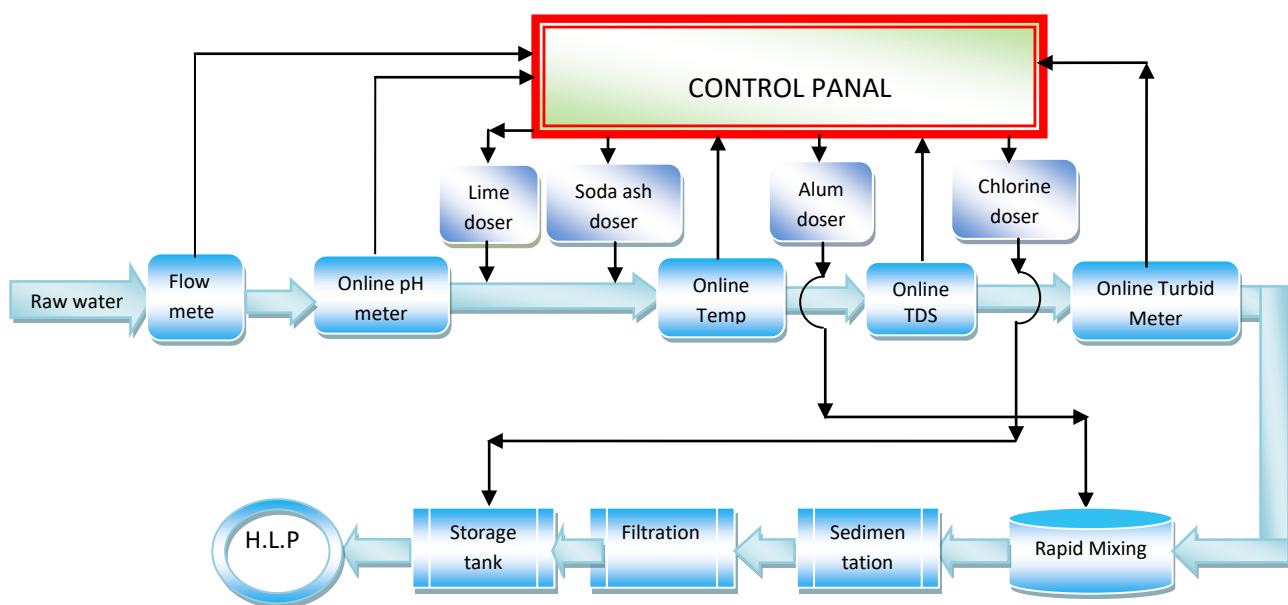 CONTROL PANAL
Lime
doser
Soda ash
doser
Alum
doser
Chlorine
doser
Raw water
Flow
mete
Online pH
meter
Online
Temp
Online
TDS
Online Turbid
Meter
H.L.P
Storage
tank
Filtration
Sedimen
tation
Rapid Mixing